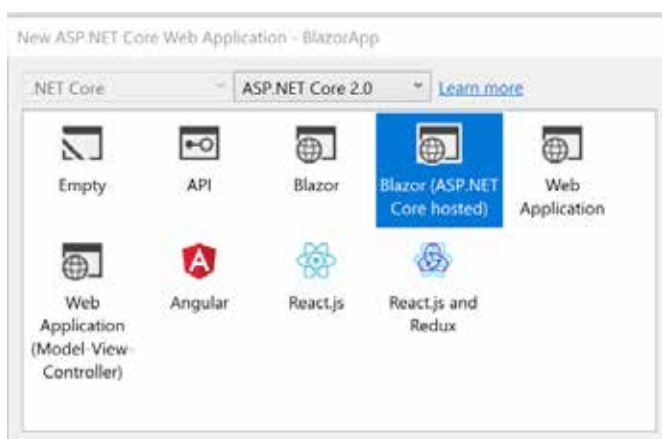 New ASP.NET Core Web Application - BlazorApp
.NET Core
ASP.NET Core 2.0
Learn more
Empty
API
Blazor
Blazor (ASP.NET
Core hosted)
Web
Application
Web
Application
(Model-View-
Controller)
Angular
React.js
React.js and
Redux